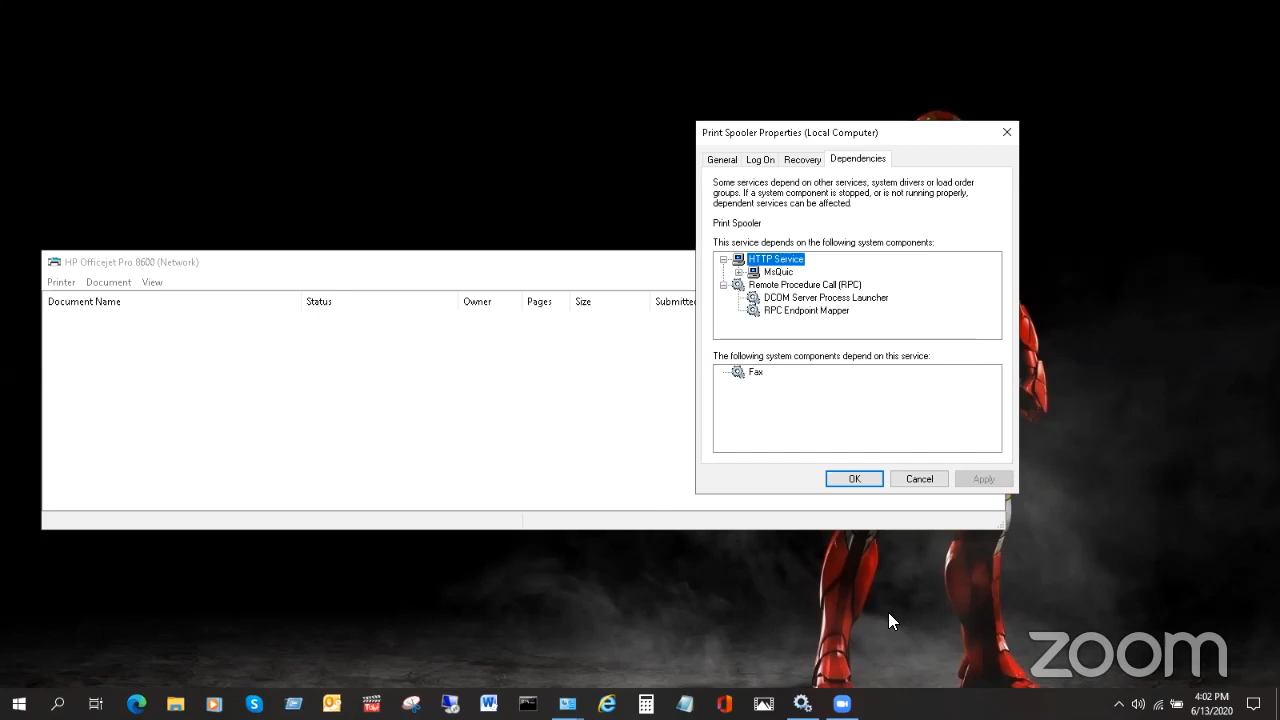 Print Spooler Properties (Local Computer)
General Log On Recovery Dependencies
Some services depend on other services, system drivers or load order
groups. If a system component is stopped, or is not running properly,
dependent services can be affected.
Print Spooler
This service depends on the following system components:
HTTP Service
MsQuic
Remote Procedure Call (RPC)
DCOM Server Process Launcher
RPC Endpoint Mapper
The following system components depend on this service:
Fax
OK Cancel Apply
HP Officejet Pro 8600 (Network)
Printer Document View
Document Name Status Owner Pages Size Submitted
zoom
4:02 PM
6/13/2020